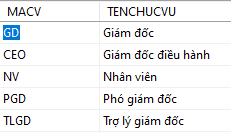 MACV TENCHUCVU
GD Giám đốc
CEO Giám đốc điều hành
NV Nhân viên
PGD Phó giám đốc
TLGD Trợ lý giám đốc